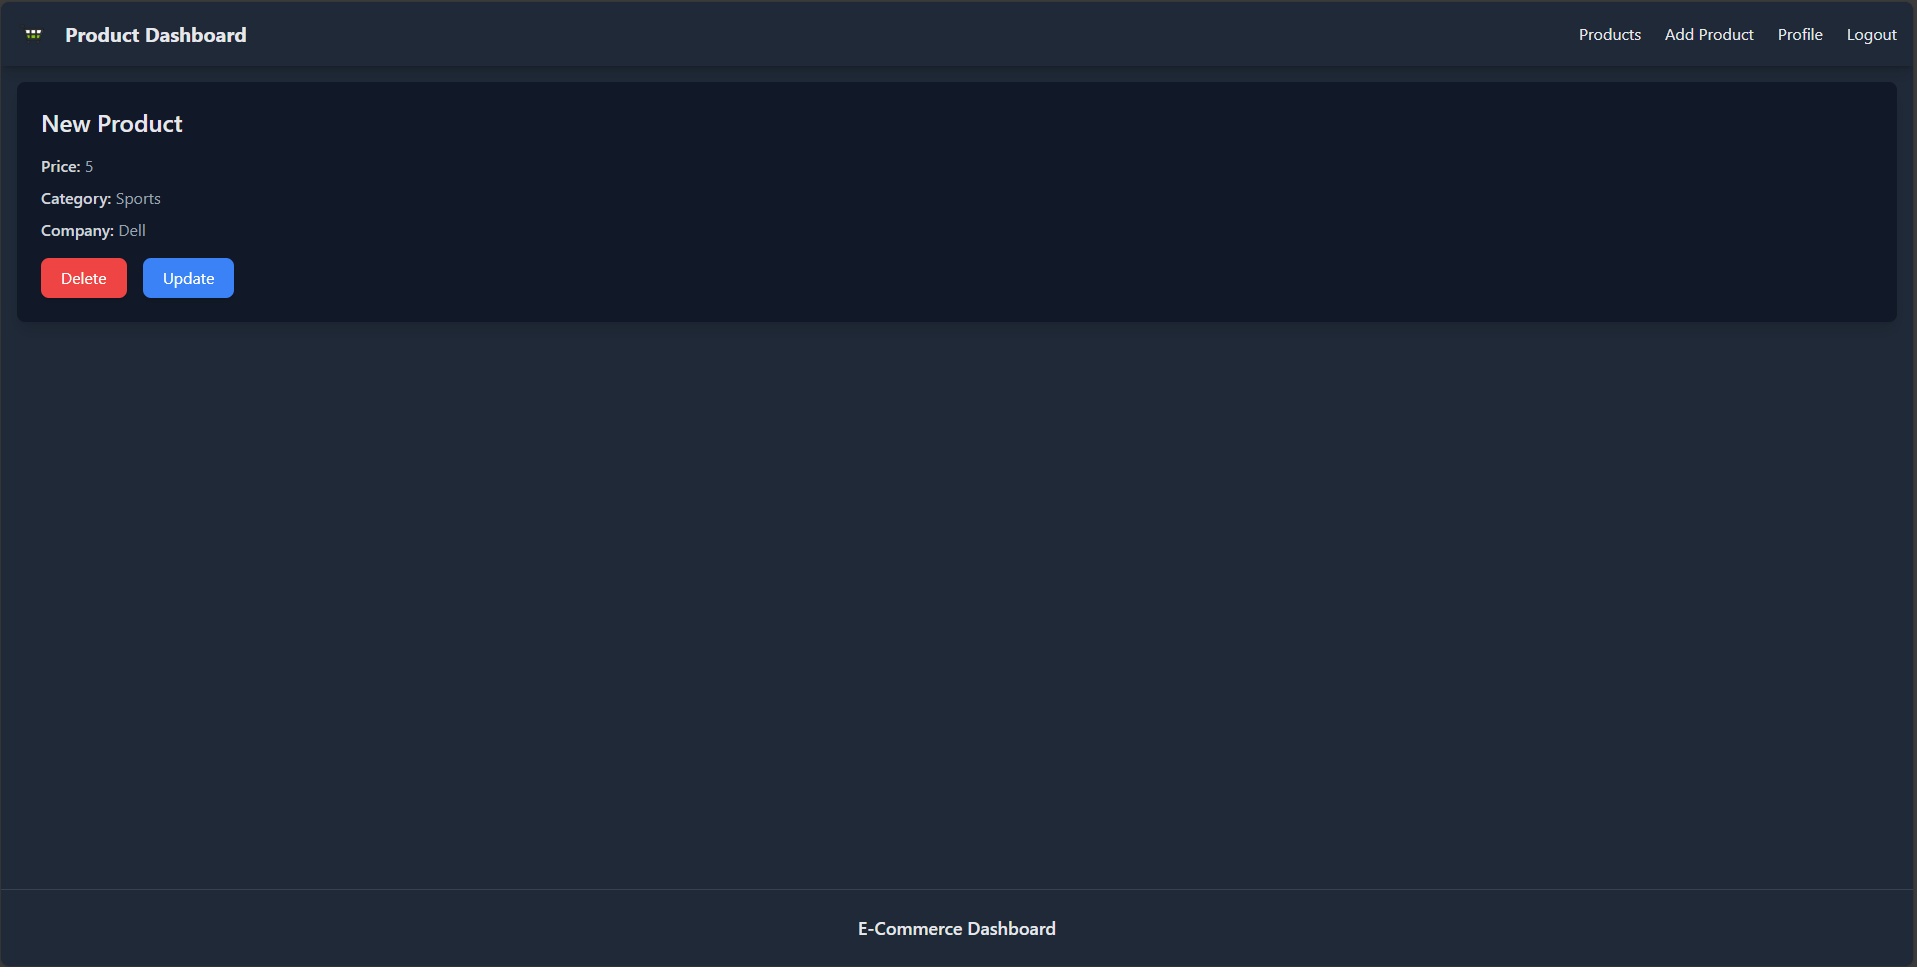 Product Dashboard
Products Add Product Profile Logout
New Product
Price: 5
Category: Sports
Company: Dell
Delete Update
E-Commerce Dashboard